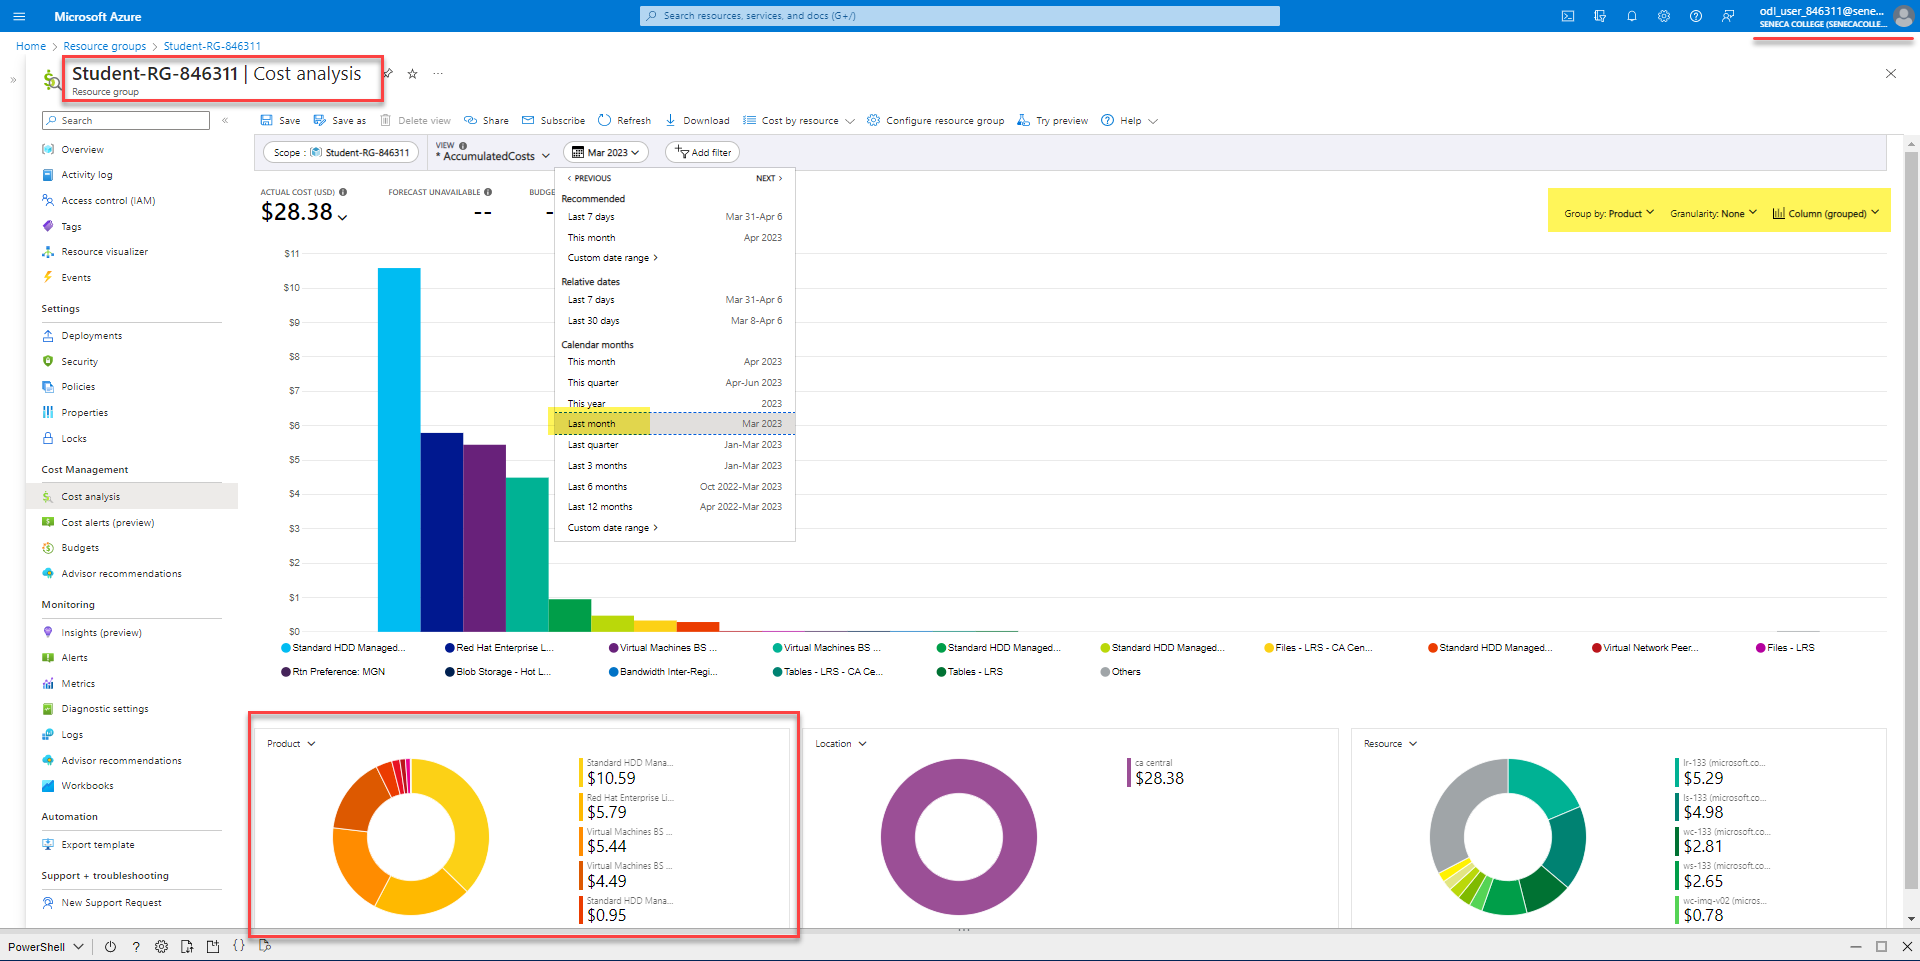 Microsoft Azure
Search resources, services, and docs (G+/)
odl_user_846311@sene...
SENECA COLLEGE (SENECACOLLE...
Home > Resource groups > Student-RG-846311
Student-RG-846311 | Cost analysis
Resource group
Search
Overview
Activity log
Access control (IAM)
Tags
Resource visualizer
Events
Settings
Deployments
Security
Policies
Properties
Locks
Cost Management
Cost analysis
Cost alerts (preview)
Budgets
Advisor recommendations
Monitoring
Insights (preview)
Alerts
Metrics
Diagnostic settings
Logs
Advisor recommendations
Workbooks
Automation
Export template
Support + troubleshooting
New Support Request
Save Save as Delete view Share Subscribe Refresh Download Cost by resource Configure resource group Try preview Help
Scope : Student-RG-846311
VIEW
* AccumulatedCosts
Mar 2023
Add filter
ACTUAL COST (USD)
$28.38
FORECAST UNAVAILABLE
--
BUDGE
-
Group by: Product Granularity: None Column (grouped)
< PREVIOUS NEXT >
Recommended
Last 7 days Mar 31-Apr 6
This month Apr 2023
Custom date range >
Relative dates
Last 7 days Mar 31-Apr 6
Last 30 days Mar 8-Apr 6
Calendar months
This month Apr 2023
This quarter Apr-Jun 2023
This year 2023
Last month Mar 2023
Last quarter Jan-Mar 2023
Last 3 months Jan-Mar 2023
Last 6 months Oct 2022-Mar 2023
Last 12 months Apr 2022-Mar 2023
Custom date range >
$11
$10
$9
$8
$7
$6
$5
$4
$3
$2
$1
$0
Standard HDD Managed... Red Hat Enterprise L... Virtual Machines BS ... Virtual Machines BS ... Standard HDD Managed... Standard HDD Managed... Files - LRS - CA Cen... Standard HDD Managed... Virtual Network Peer... Files - LRS
Rtn Preference: MGN Blob Storage - Hot L... Bandwidth Inter-Regi... Tables - LRS - CA Ce... Tables - LRS Others
Product
Standard HDD Mana...
$10.59
Red Hat Enterprise Li...
$5.79
Virtual Machines BS ...
$5.44
Virtual Machines BS ...
$4.49
Standard HDD Mana...
$0.95
Location
ca central
$28.38
Resource
lr-133 (microsoft.co...
$5.29
ls-133 (microsoft.co...
$4.98
wc-133 (microsoft.co...
$2.81
ws-133 (microsoft.co...
$2.65
wc-img-v02 (micros...
$0.78
PowerShell